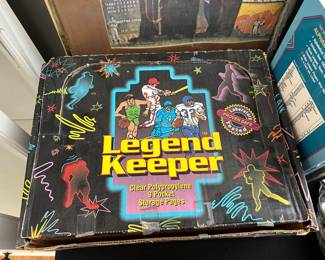 Legend
Keeper
Clear Polypropylene
9 Pocket
Storage Pages